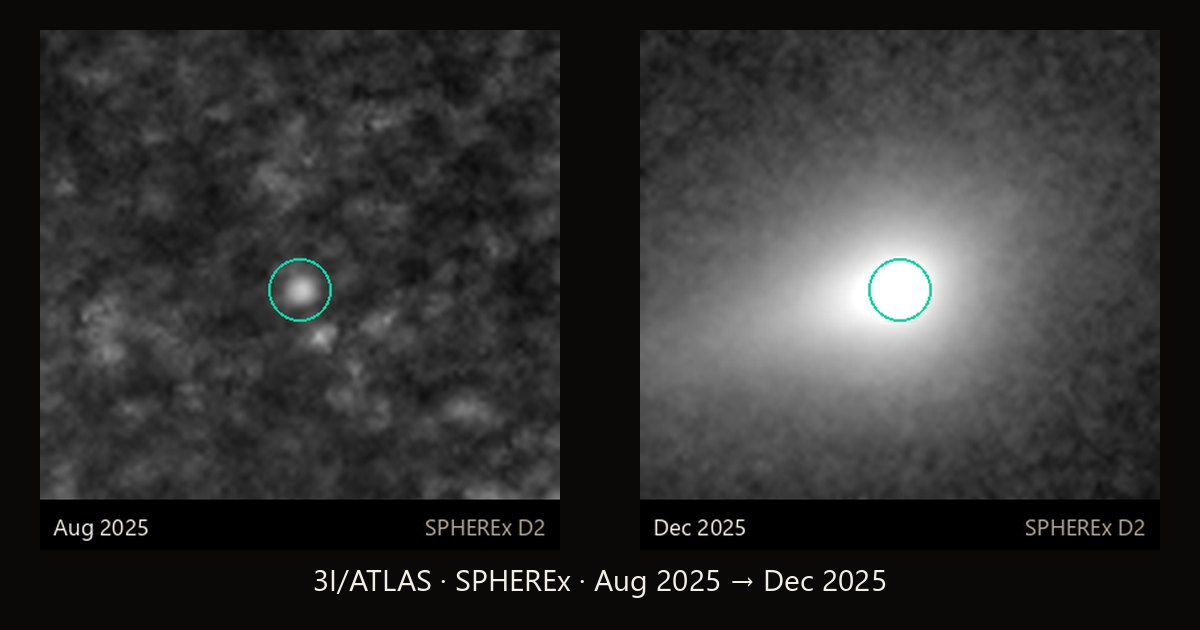 Aug 2025 SPHEREx D2
Dec 2025 SPHEREx D2
3I/ATLAS · SPHEREx · Aug 2025 → Dec 2025